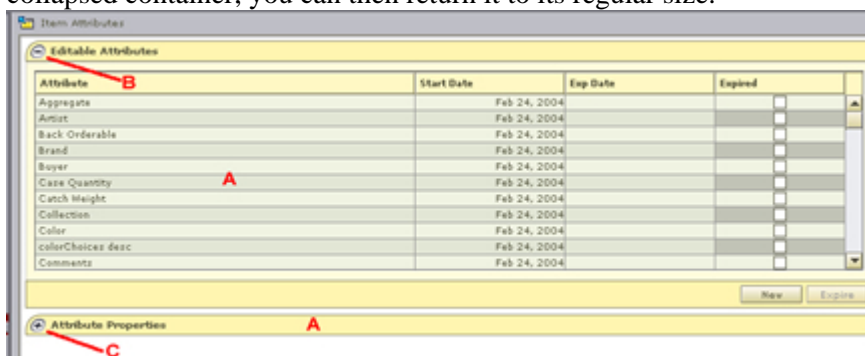 collapsed container, you can then return it to its regular size.
Item Attributes
Editable Attributes
B
Attribute Start Date Exp Date Expired
Aggregate Feb 24, 2004
Artist Feb 24, 2004
Back Orderable Feb 24, 2004
Brand Feb 24, 2004
Buyer Feb 24, 2004
Case Quantity A Feb 24, 2004
Catch Weight Feb 24, 2004
Collection Feb 24, 2004
Color Feb 24, 2004
colorChoices desc Feb 24, 2004
Comments Feb 24, 2004
New Expire
Attribute Properties A
C